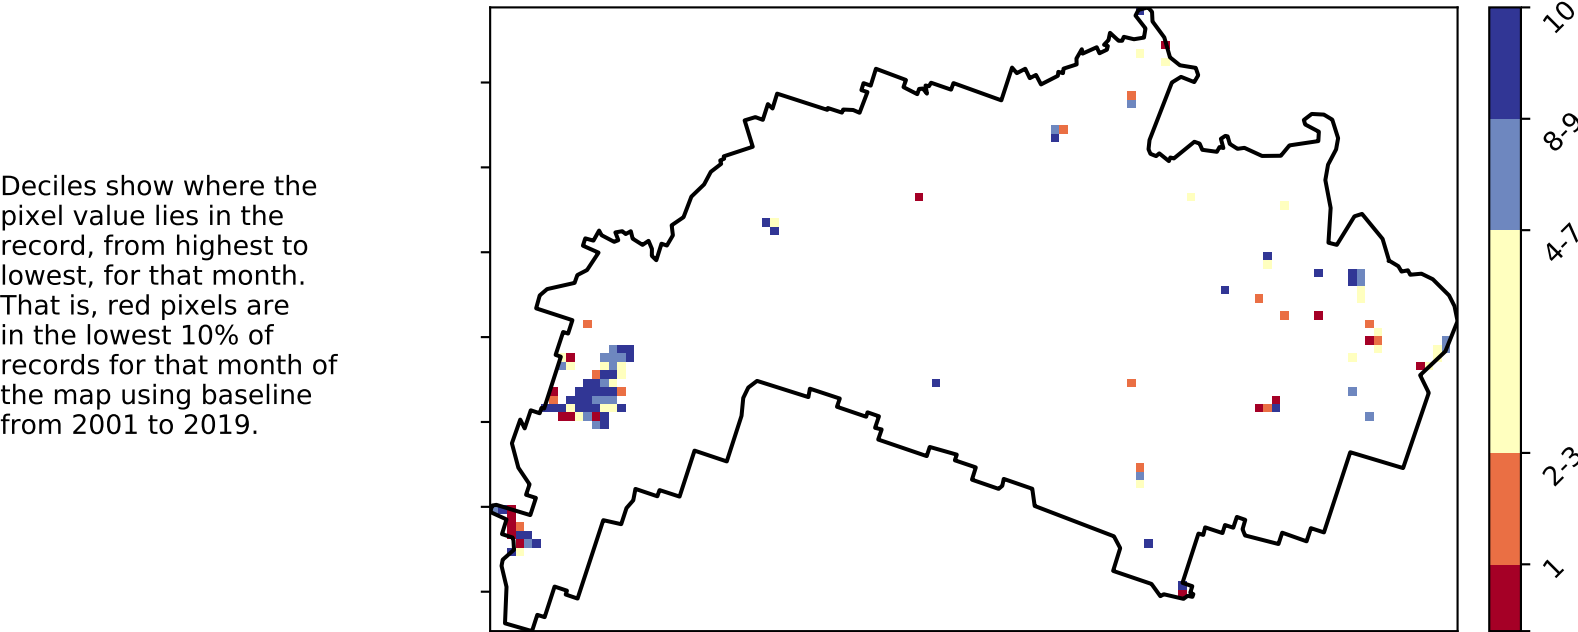 Deciles show where the
pixel value lies in the
record, from highest to
lowest, for that month.
That is, red pixels are
in the lowest 10% of
records for that month of
the map using baseline
from 2001 to 2019.
10
8-9
4-7
2-3
1